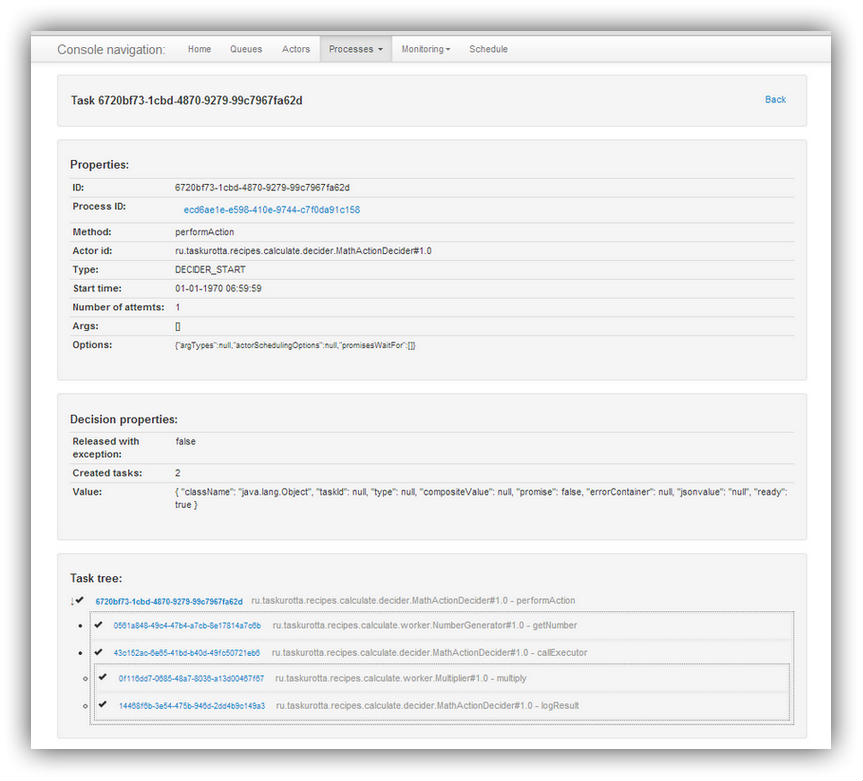 Console navigation: Home Queues Actors Processes Monitoring Schedule
Task 6720bf73-1cbd-4870-9279-99c7967fa62d Back
Properties:
ID: 6720bf73-1cbd-4870-9279-99c7967fa62d
Process ID: ecd6ae1e-e598-410e-9744-c7f0da91c158
Method: performAction
Actor id: ru.taskurotta.recipes.calculate.decider.MathActionDecider#1.0
Type: DECIDER_START
Start time: 01-01-1970 06:59:59
Number of attemts: 1
Args: []
Options: {"argTypes":null,"actorSchedulingOptions":null,"promisesWaitFor":[]}
Decision properties:
Released with
exception: false
Created tasks: 2
Value: { "className": "java.lang.Object", "taskId": null, "type": null, "compositeValue": null, "promise": false, "errorContainer": null, "jsonvalue": "null", "ready":
true }
Task tree:
6720bf73-1cbd-4870-9279-99c7967fa62d ru.taskurotta.recipes.calculate.decider.MathActionDecider#1.0 - performAction
0561a848-49c4-47b4-a7cb-8e17814a7c6b ru.taskurotta.recipes.calculate.worker.NumberGenerator#1.0 - getNumber
43c152ac-6e65-41bd-b40d-49fc50721eb6 ru.taskurotta.recipes.calculate.decider.MathActionDecider#1.0 - callExecutor
0f116dd7-0685-48a7-8036-a13d00467f67 ru.taskurotta.recipes.calculate.worker.Multiplier#1.0 - multiply
14468f6b-3e54-475b-946d-2dd4b9c149a3 ru.taskurotta.recipes.calculate.decider.MathActionDecider#1.0 - logResult